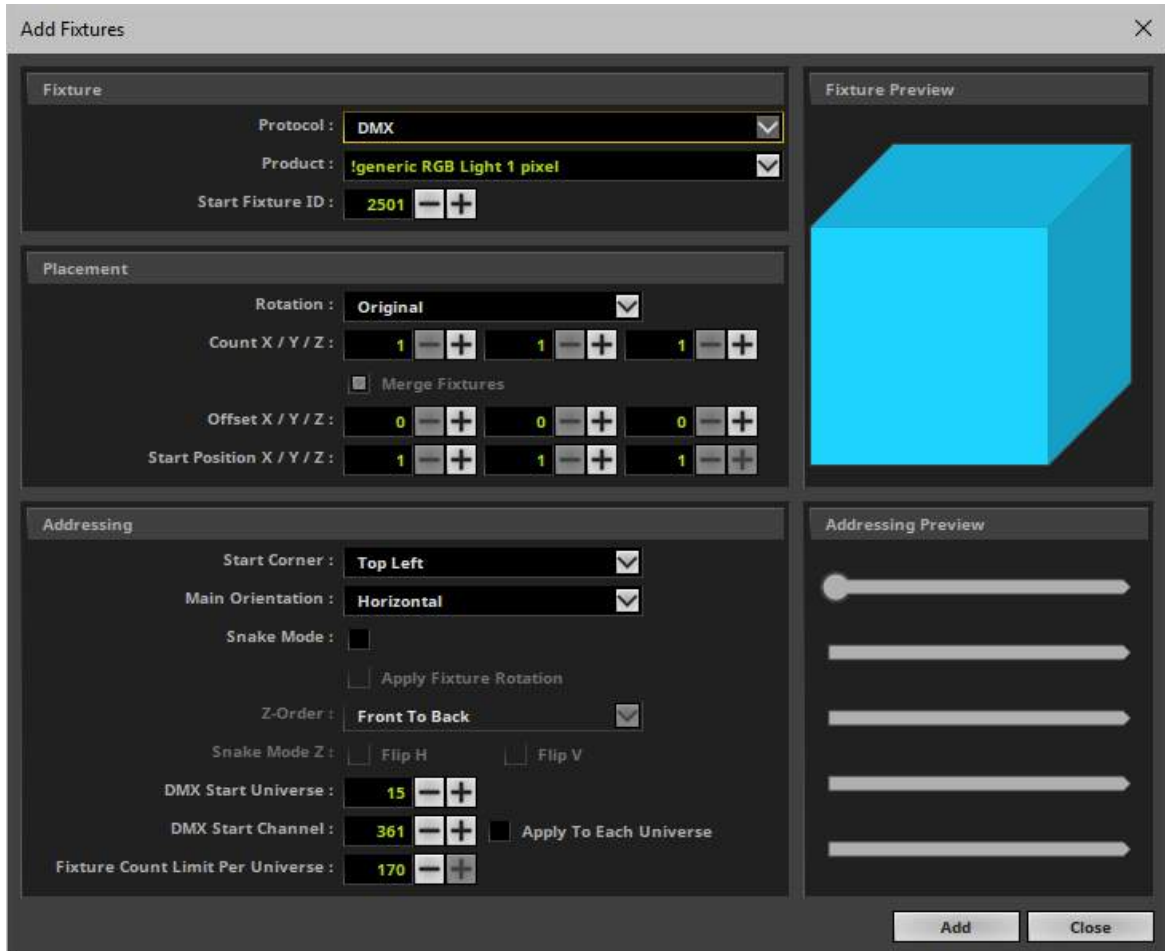 Add Fixtures
Fixture
Protocol :
DMX
Product :
!generic RGB Light 1 pixel
Start Fixture ID :
2501
Fixture Preview
Placement
Rotation :
Original
Count X / Y / Z :
1
1
1
Merge Fixtures
Offset X / Y / Z :
0
0
0
Start Position X / Y / Z :
1
1
1
Addressing
Start Corner :
Top Left
Main Orientation :
Horizontal
Snake Mode :
Apply Fixture Rotation
Z-Order :
Front To Back
Snake Mode Z :
Flip H
Flip V
DMX Start Universe :
15
DMX Start Channel :
361
Apply To Each Universe
Fixture Count Limit Per Universe :
170
Addressing Preview
Add
Close